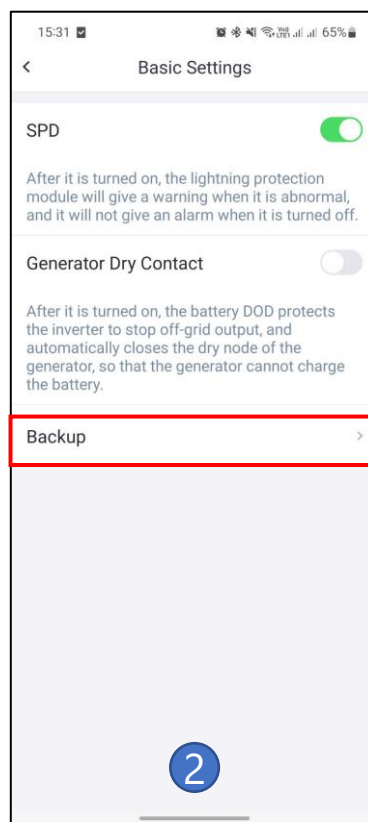 15:31 65%
Basic Settings
SPD
After it is turned on, the lightning protection
module will give a warning when it is abnormal,
and it will not give an alarm when it is turned off.
Generator Dry Contact
After it is turned on, the battery DOD protects
the inverter to stop off-grid output, and
automatically closes the dry node of the
generator, so that the generator cannot charge
the battery.
Backup
2